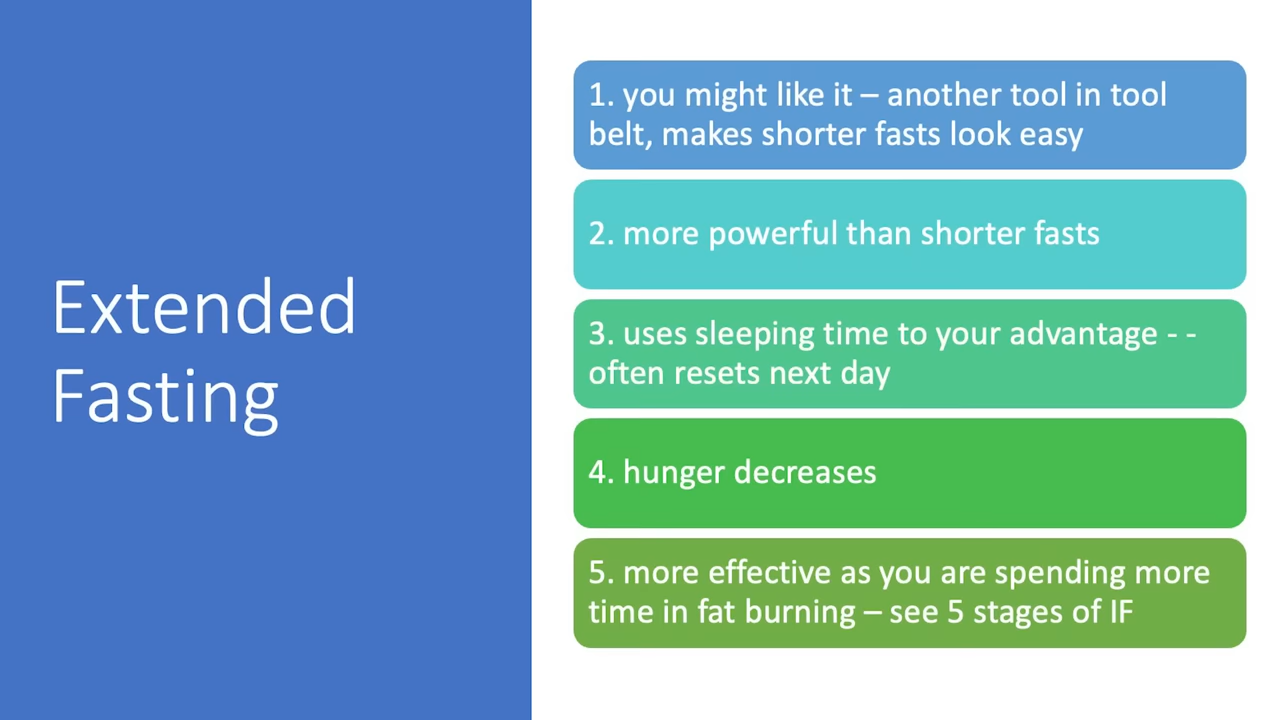 Extended
Fasting
1. you might like it – another tool in tool
belt, makes shorter fasts look easy
2. more powerful than shorter fasts
3. uses sleeping time to your advantage - -
often resets next day
4. hunger decreases
5. more effective as you are spending more
time in fat burning – see 5 stages of IF